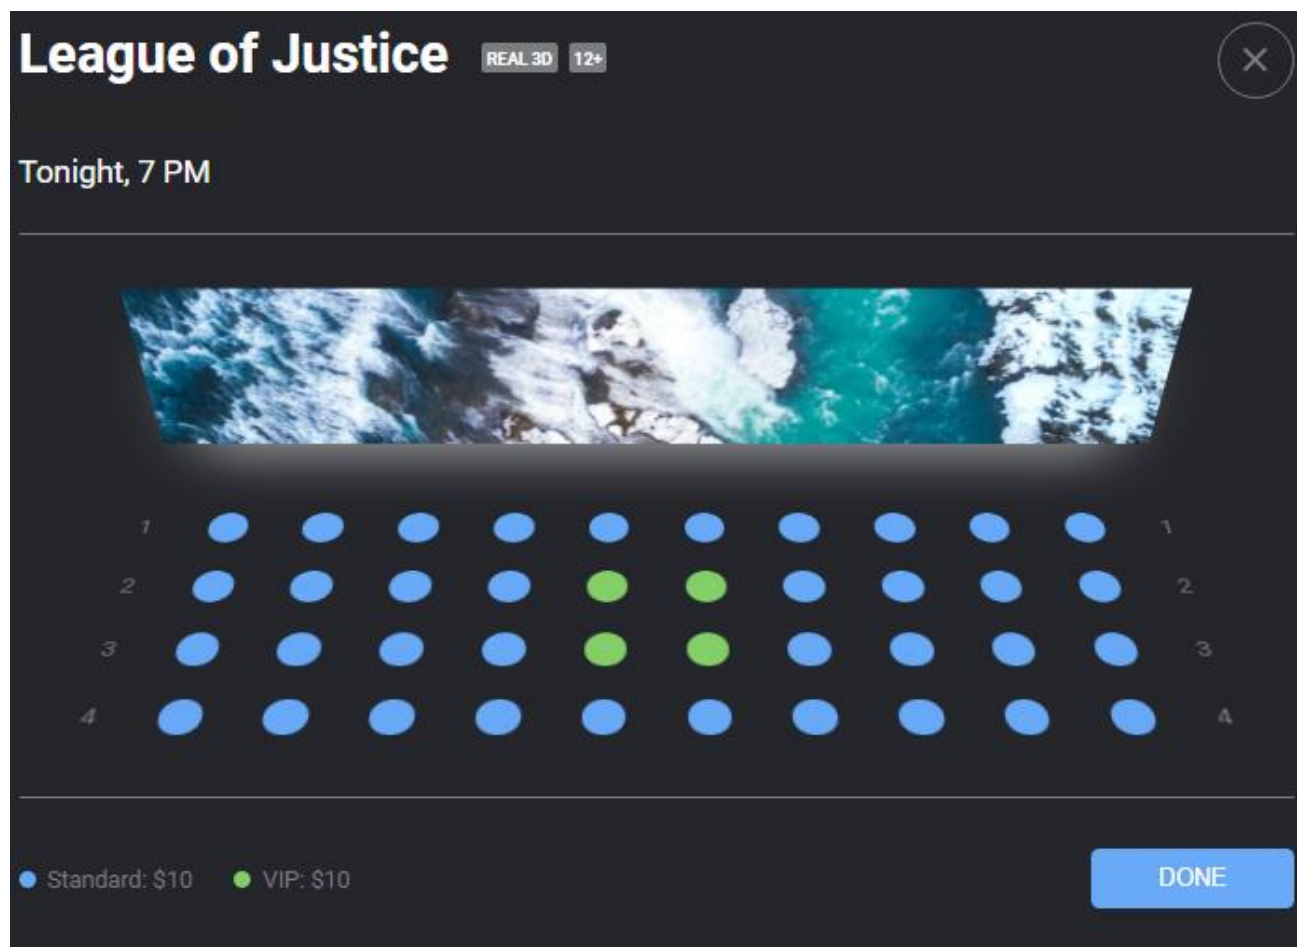 League of Justice REAL 3D 12+
Tonight, 7 PM
1 1
2 2
3 3
4 4
Standard: $10 VIP: $10 DONE